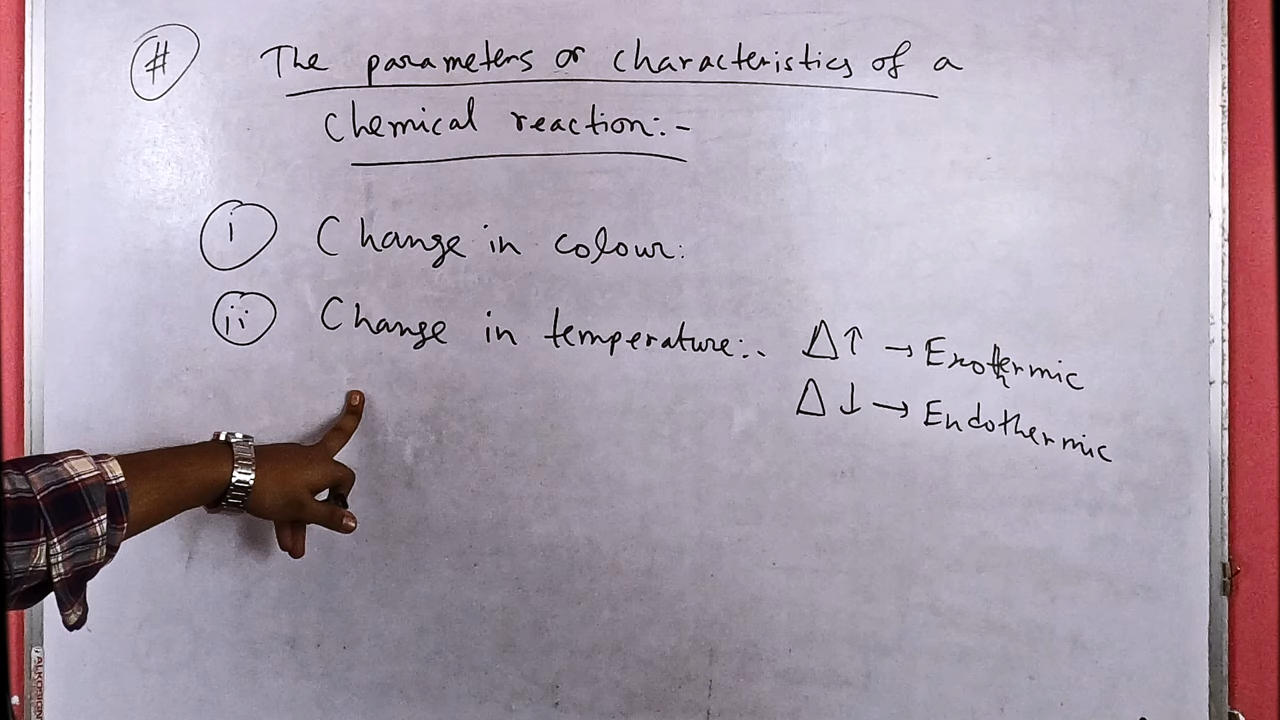 # The parameters or characteristics of a
chemical reaction:-
i Change in colour:
ii Change in temperature:- Δ↑ → Exothermic
Δ↓ → Endothermic